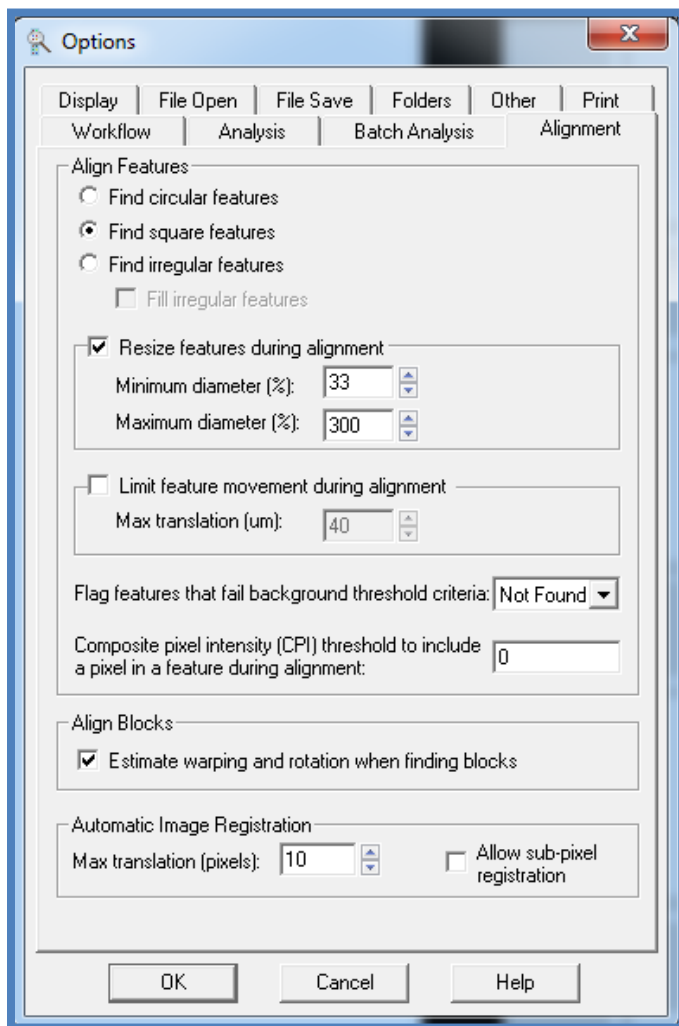 Options
Display File Open File Save Folders Other Print
Workflow Analysis Batch Analysis Alignment
Align Features
Find circular features
Find square features
Find irregular features
Fill irregular features
Resize features during alignment
Minimum diameter (%): 33
Maximum diameter (%): 300
Limit feature movement during alignment
Max translation (um): 40
Flag features that fail background threshold criteria: Not Found
Composite pixel intensity (CPI) threshold to include
a pixel in a feature during alignment: 0
Align Blocks
Estimate warping and rotation when finding blocks
Automatic Image Registration
Max translation (pixels): 10 Allow sub-pixel
registration
OK Cancel Help